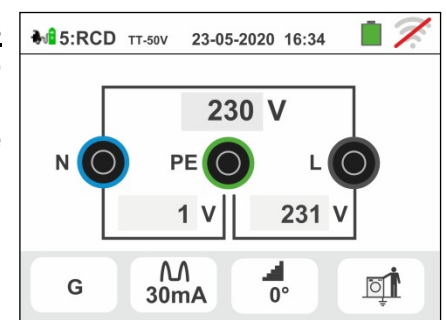 5:RCD TT-50V 23-05-2020 16:34
230 V
N PE L
1 V 231 V
G 30mA 0°